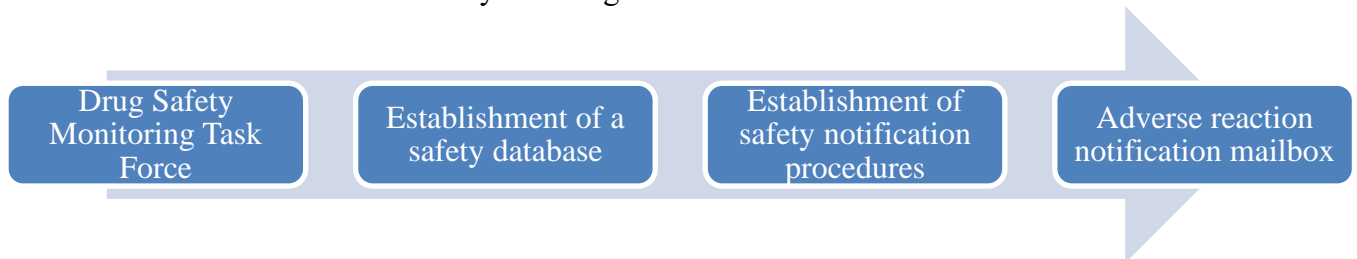 Drug Safety
Monitoring Task
Force
Establishment of a
safety database
Establishment of
safety notification
procedures
Adverse reaction
notification mailbox